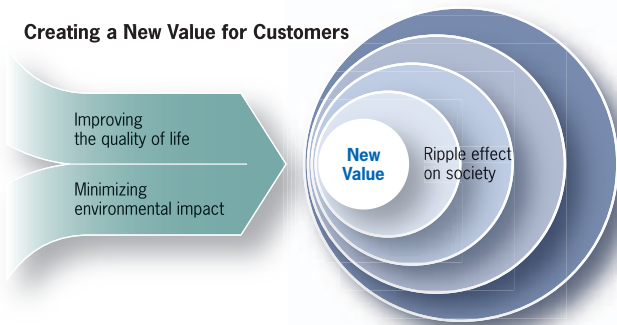 Creating a New Value for Customers
Improving
the quality of life
Minimizing
environmental impact
New
Value
Ripple effect
on society